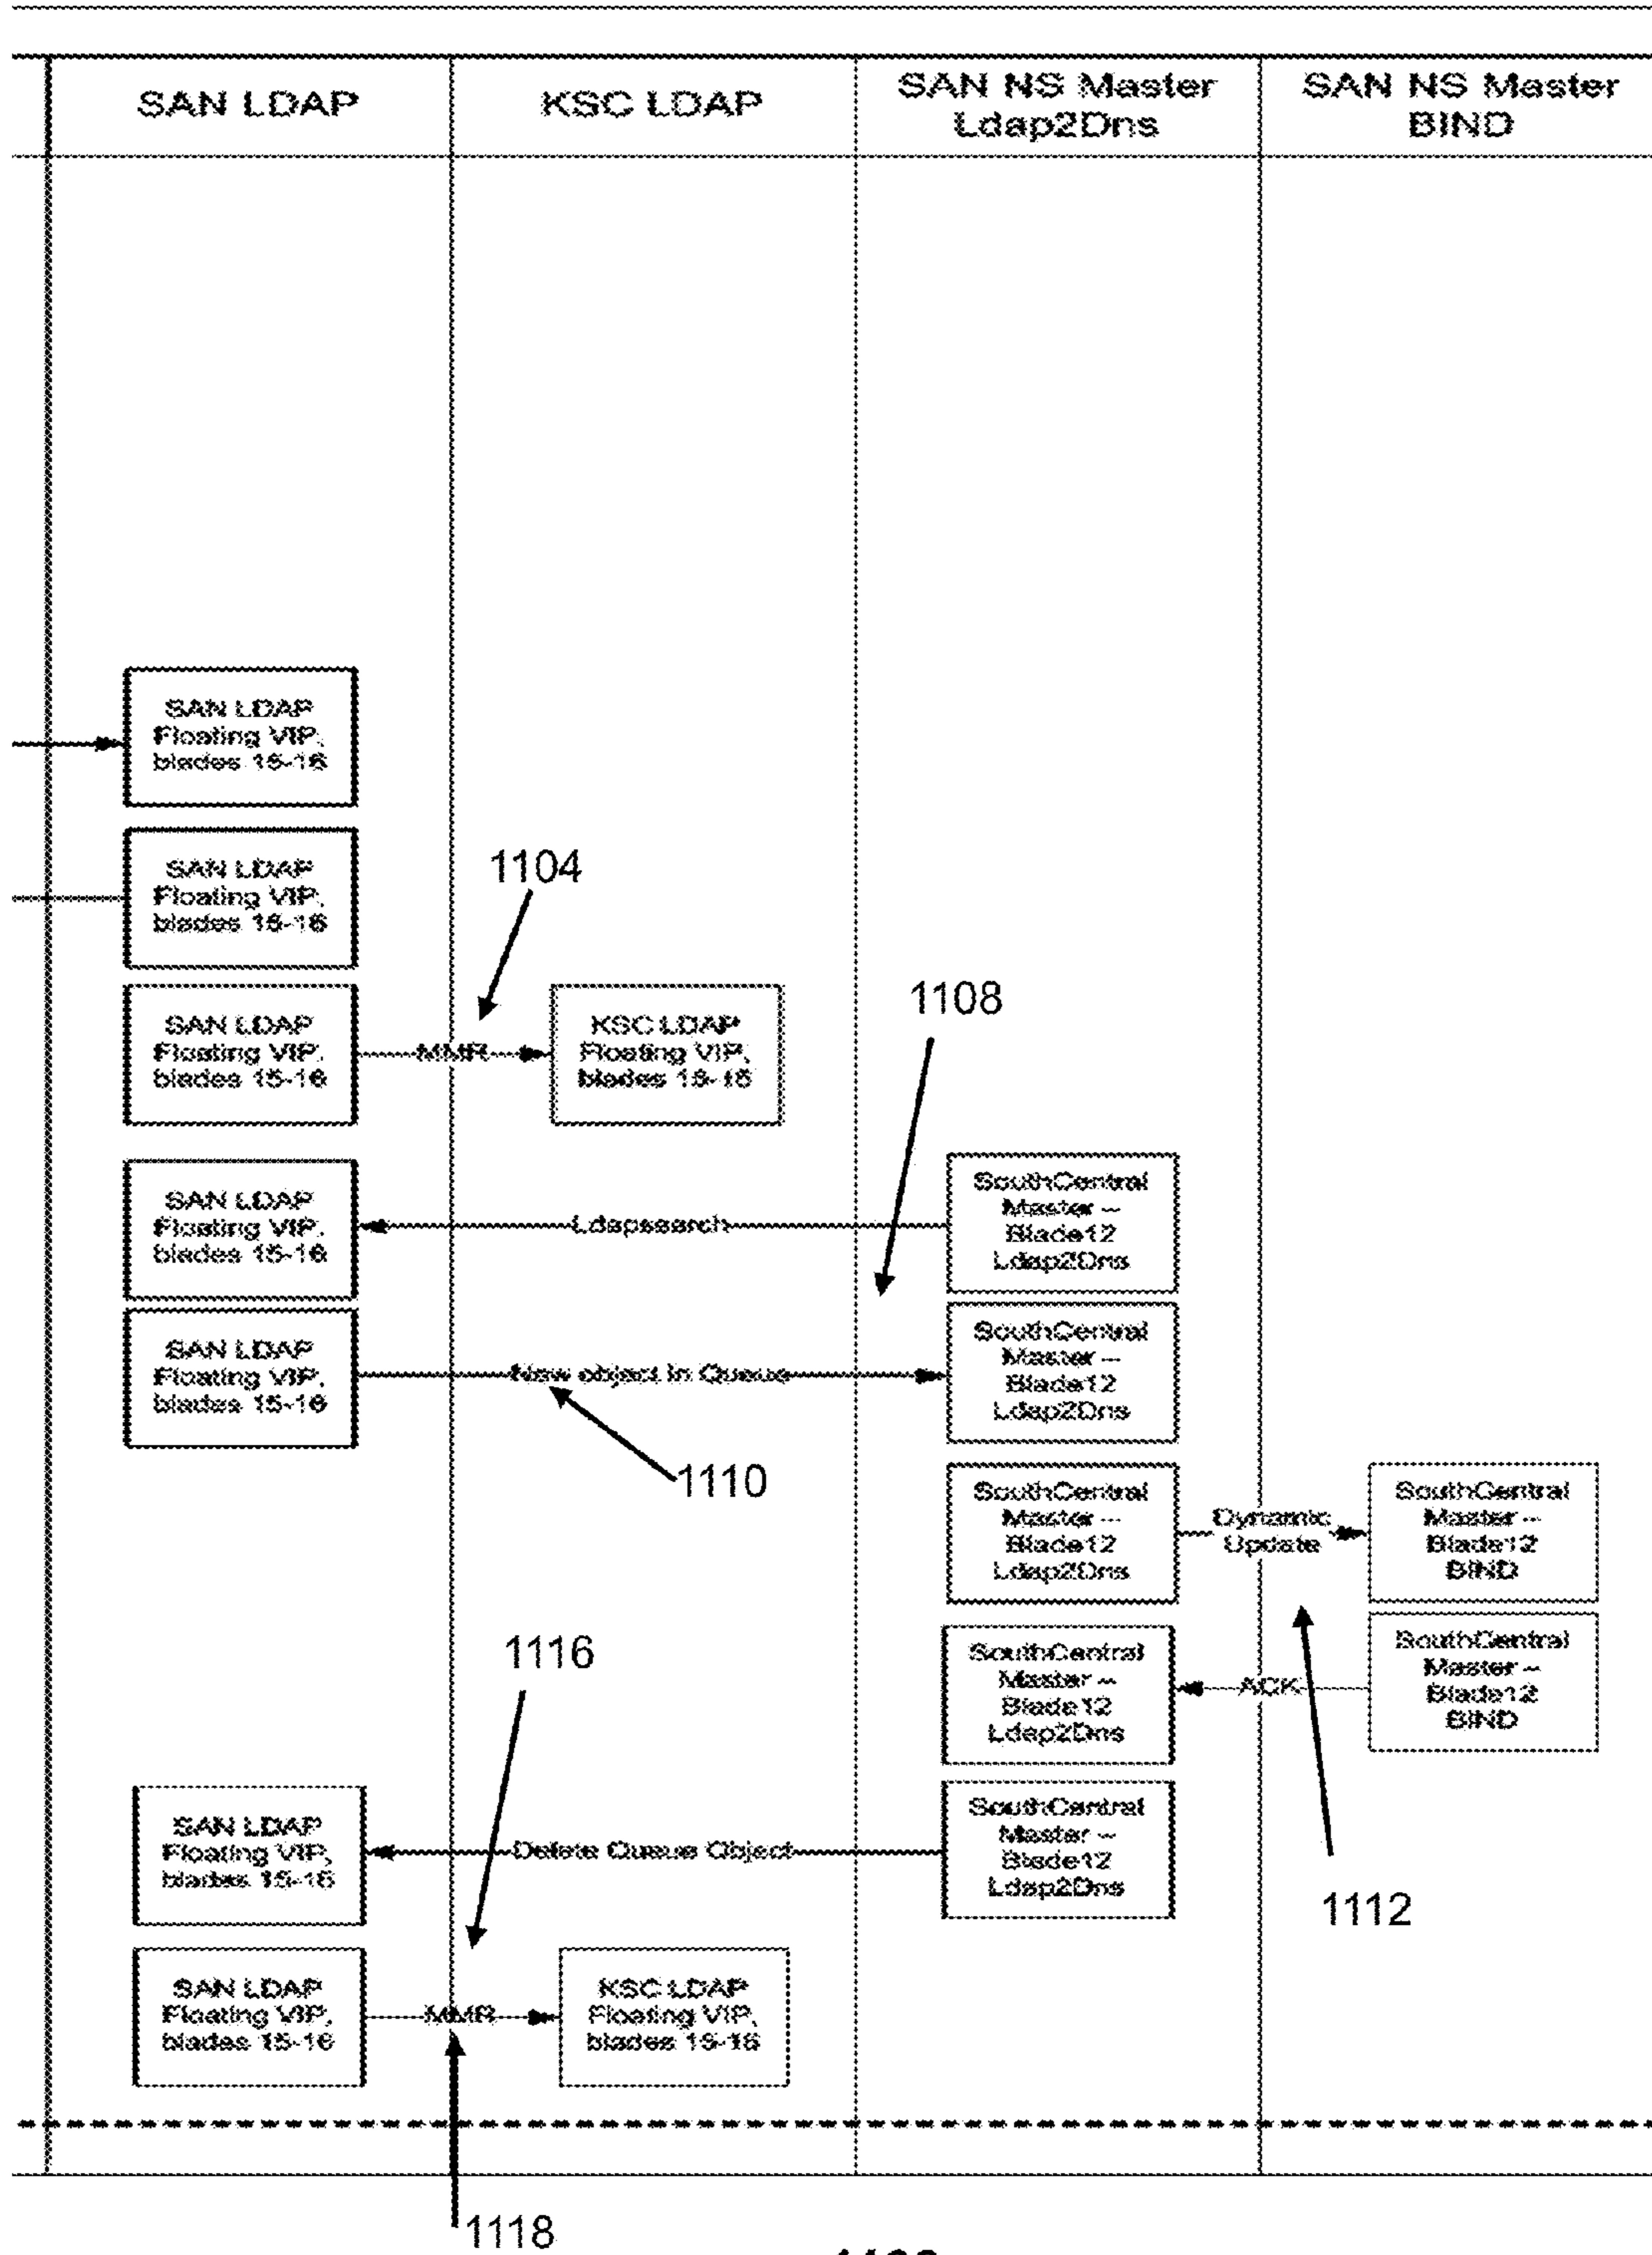 SAN LDAP
KSC LDAP
SAN NS Master
Ldap2Dns
SAN NS Master
BIND
SAN LDAP
Floating VIP,
blades 15-16
SAN LDAP
Floating VIP,
blades 15-16
1104
SAN LDAP
Floating VIP,
blades 15-16
MMR
KSC LDAP
Floating VIP,
blades 15-16
1108
SAN LDAP
Floating VIP,
blades 15-16
Ldapsearch
SouthCentral
Master --
Blade12
Ldap2Dns
SAN LDAP
Floating VIP,
blades 15-16
New object in Queue
SouthCentral
Master --
Blade12
Ldap2Dns
1110
SouthCentral
Master --
Blade12
Ldap2Dns
Dynamic
Update
SouthCentral
Master --
Blade12
BIND
1116
SouthCentral
Master --
Blade12
Ldap2Dns
ACK
SouthCentral
Master --
Blade12
BIND
SAN LDAP
Floating VIP,
blades 15-16
Delete Queue Object
SouthCentral
Master --
Blade12
Ldap2Dns
1112
SAN LDAP
Floating VIP,
blades 15-16
MMR
KSC LDAP
Floating VIP,
blades 15-16
1118